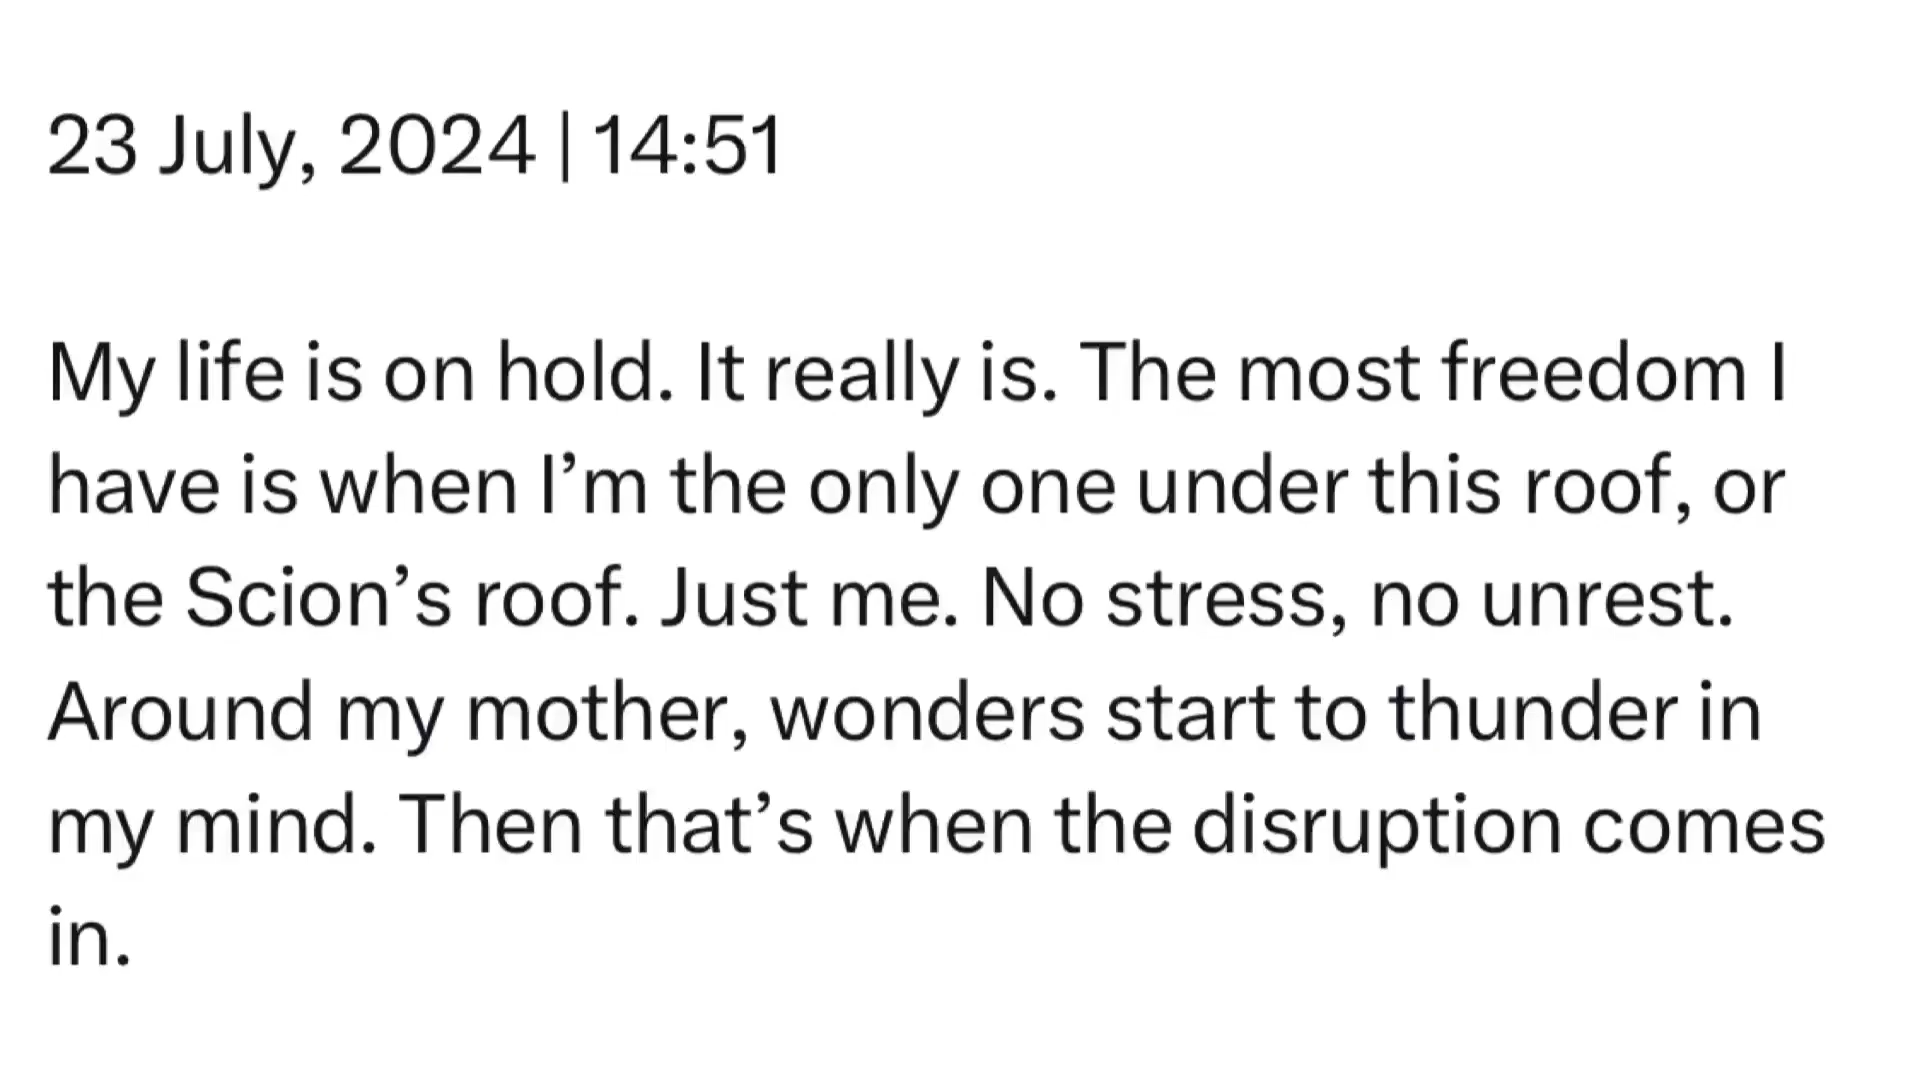 23 July, 2024 | 14:51
My life is on hold. It really is. The most freedom I
have is when I’m the only one under this roof, or
the Scion’s roof. Just me. No stress, no unrest.
Around my mother, wonders start to thunder in
my mind. Then that’s when the disruption comes
in.